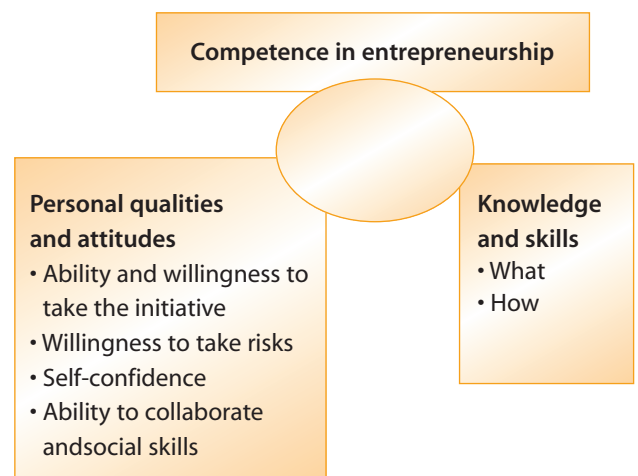 Competence in entrepreneurship
Personal qualities
and attitudes
• Ability and willingness to
take the initiative
• Willingness to take risks
• Self-confidence
• Ability to collaborate
andsocial skills
Knowledge
and skills
• What
• How